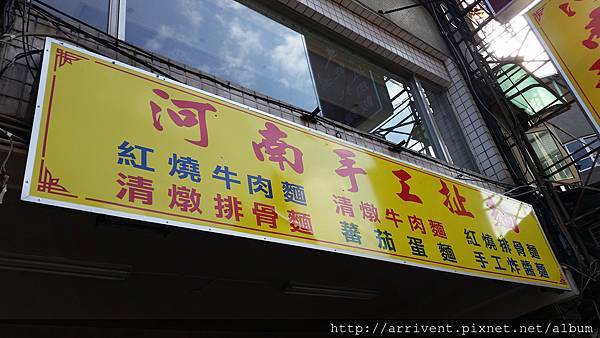 河南手工扯麵
紅燒牛肉麵 清燉牛肉麵 紅燒排骨麵
清燉排骨麵 蕃茄蛋麵 手工炸醬麵
http://arrivent.pixnet.net/album